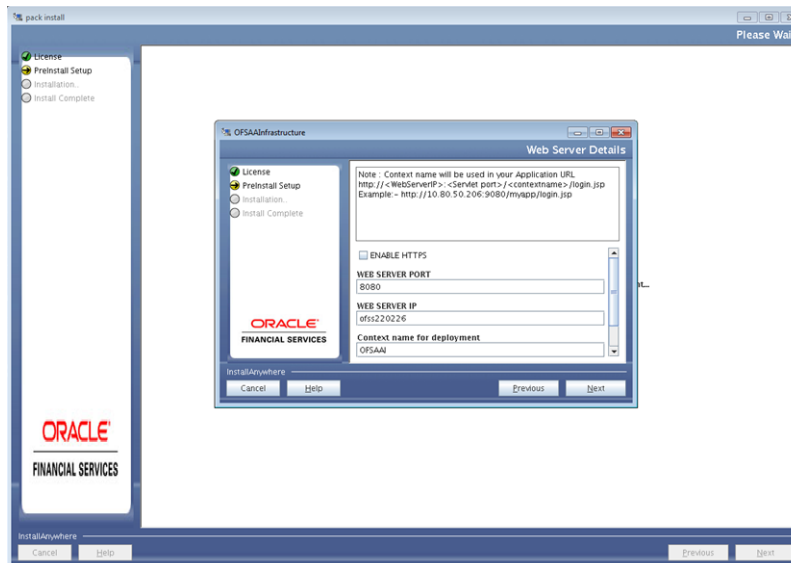 pack install
Please Wai
License
PreInstall Setup
Installation..
Install Complete
OFSAAInfrastructure
Web Server Details
License
PreInstall Setup
Installation..
Install Complete
Note : Context name will be used in your Application URL
http://<WebServerIP>:<Servlet port>/<contextname>/login.jsp
Example:- http://10.80.50.206:9080/myapp/login.jsp
ENABLE HTTPS
WEB SERVER PORT
8080
WEB SERVER IP
ofss220226
Context name for deployment
OFSAAI
ORACLE
FINANCIAL SERVICES
InstallAnywhere
Cancel
Help
Previous
Next
ORACLE
FINANCIAL SERVICES
InstallAnywhere
Cancel
Help
Previous
Next